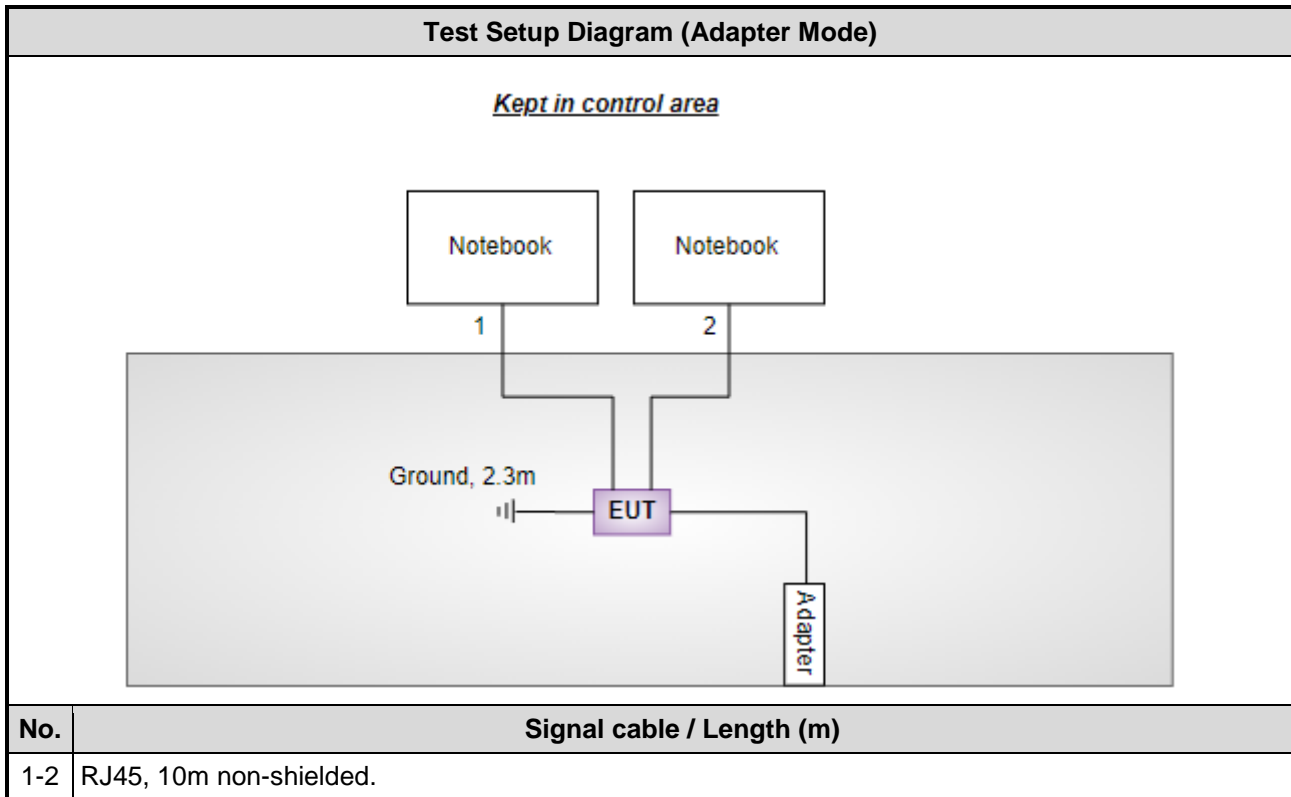 Test Setup Diagram (Adapter Mode)
Kept in control area
Notebook
Notebook
1
2
Ground, 2.3m
EUT
Adapter
No. Signal cable / Length (m)
1-2 RJ45, 10m non-shielded.